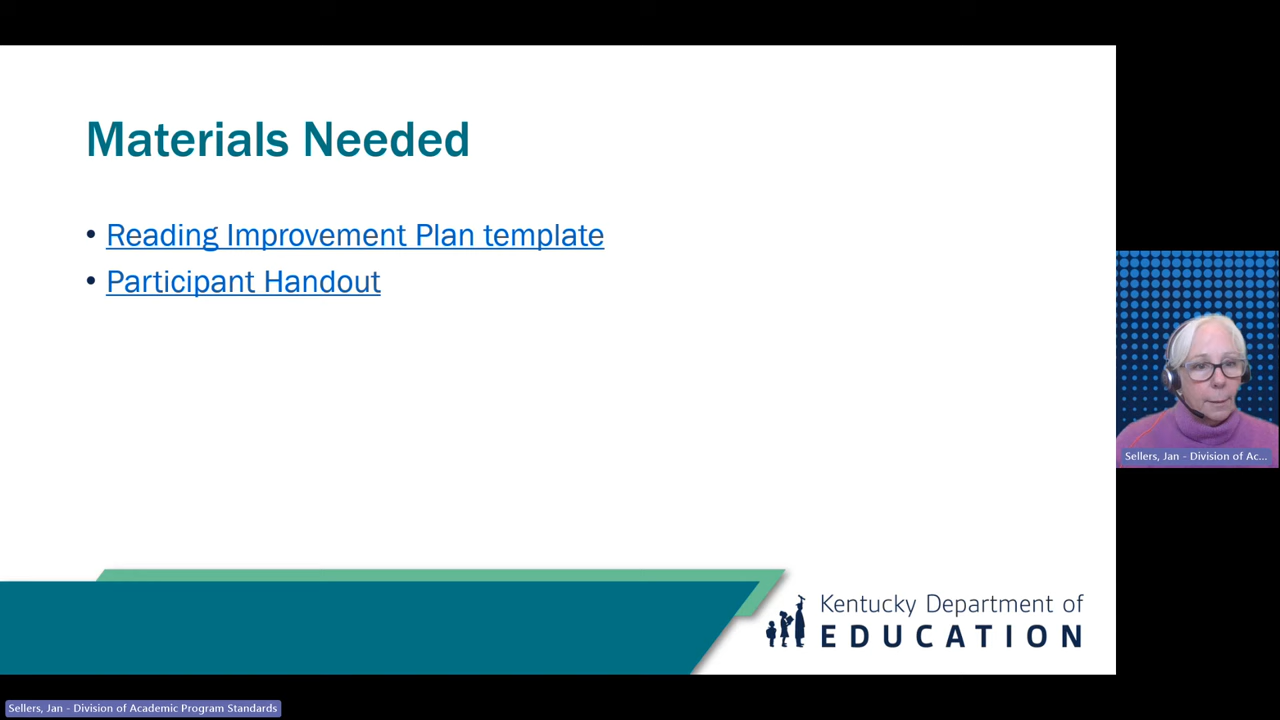 Materials Needed
• Reading Improvement Plan template
• Participant Handout
Kentucky Department of
EDUCATION
Sellers, Jan - Division of Ac...
Sellers, Jan - Division of Academic Program Standards